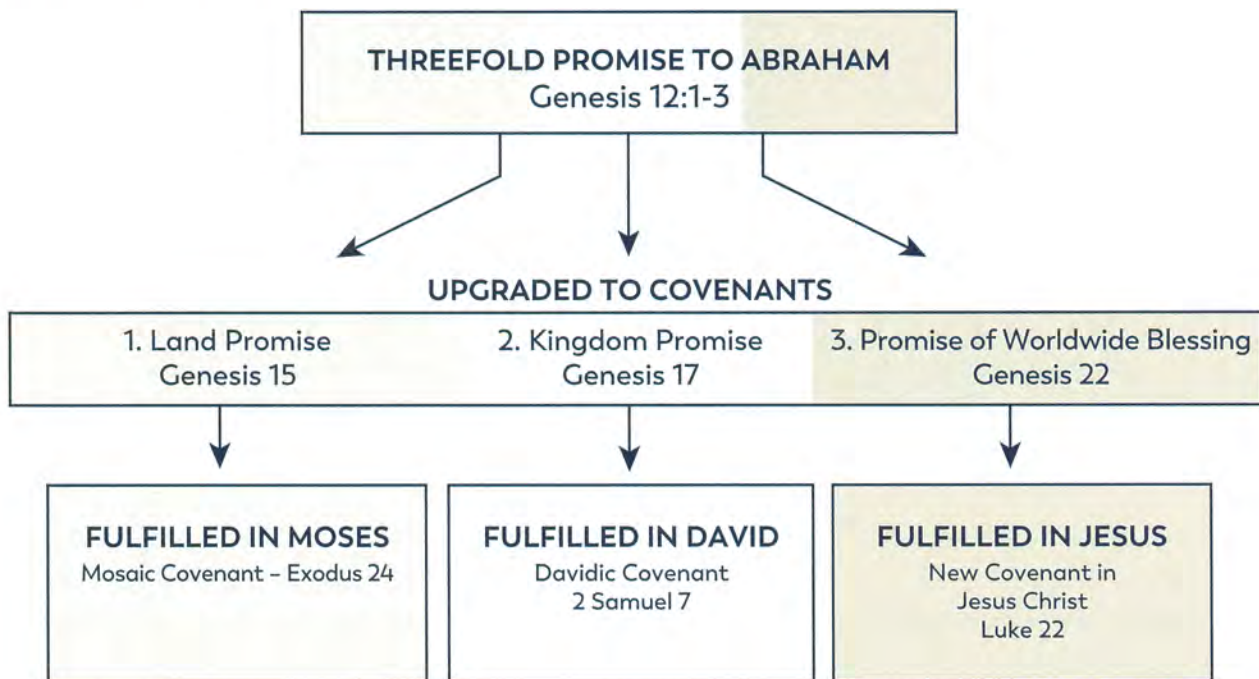 THREEFOLD PROMISE TO ABRAHAM
Genesis 12:1-3
UPGRADED TO COVENANTS
1. Land Promise
Genesis 15
2. Kingdom Promise
Genesis 17
3. Promise of Worldwide Blessing
Genesis 22
FULFILLED IN MOSES
Mosaic Covenant – Exodus 24
FULFILLED IN DAVID
Davidic Covenant
2 Samuel 7
FULFILLED IN JESUS
New Covenant in
Jesus Christ
Luke 22